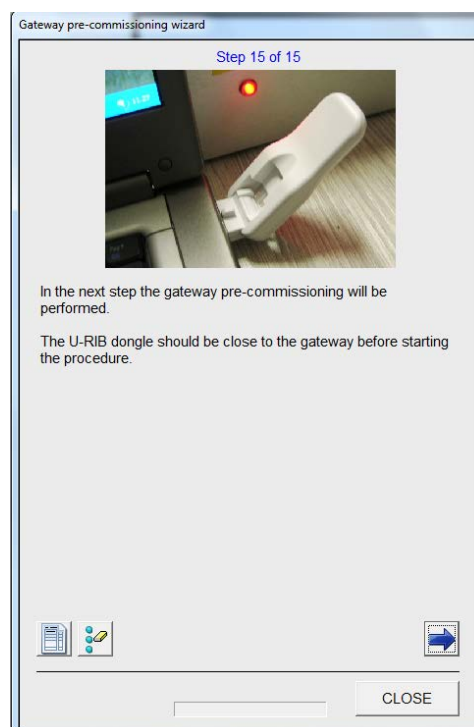 Gateway pre-commissioning wizard
Step 15 of 15
In the next step the gateway pre-commissioning will be
performed.
The U-RIB dongle should be close to the gateway before starting
the procedure.
CLOSE